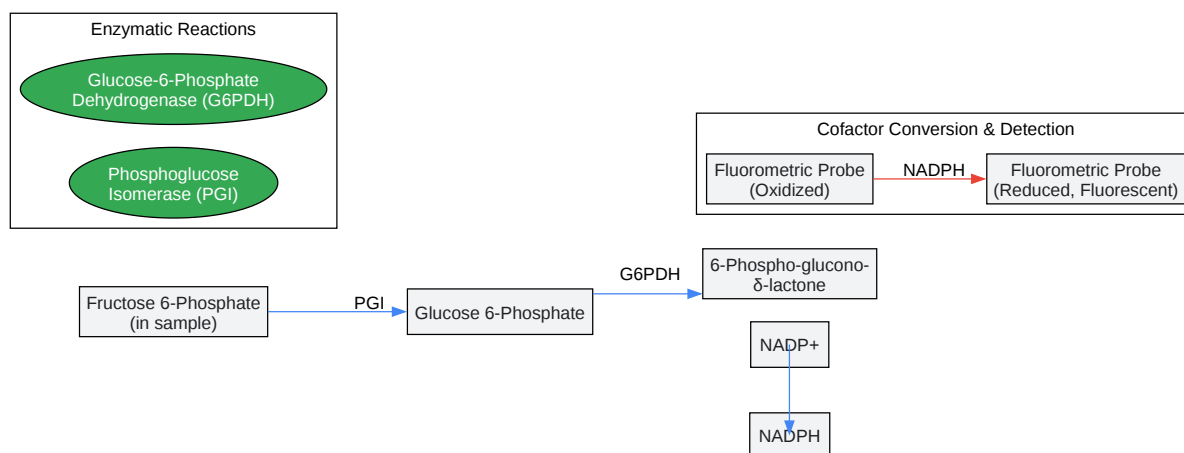 Enzymatic Reactions
Glucose-6-Phosphate
Dehydrogenase (G6PDH)
Phosphoglucose
Isomerase (PGI)
Cofactor Conversion & Detection
Fluorometric Probe
(Oxidized)
NADPH
Fluorometric Probe
(Reduced, Fluorescent)
Fructose 6-Phosphate
(in sample)
PGI
Glucose 6-Phosphate
G6PDH
6-Phospho-glucono-
δ-lactone
NADP+
NADPH